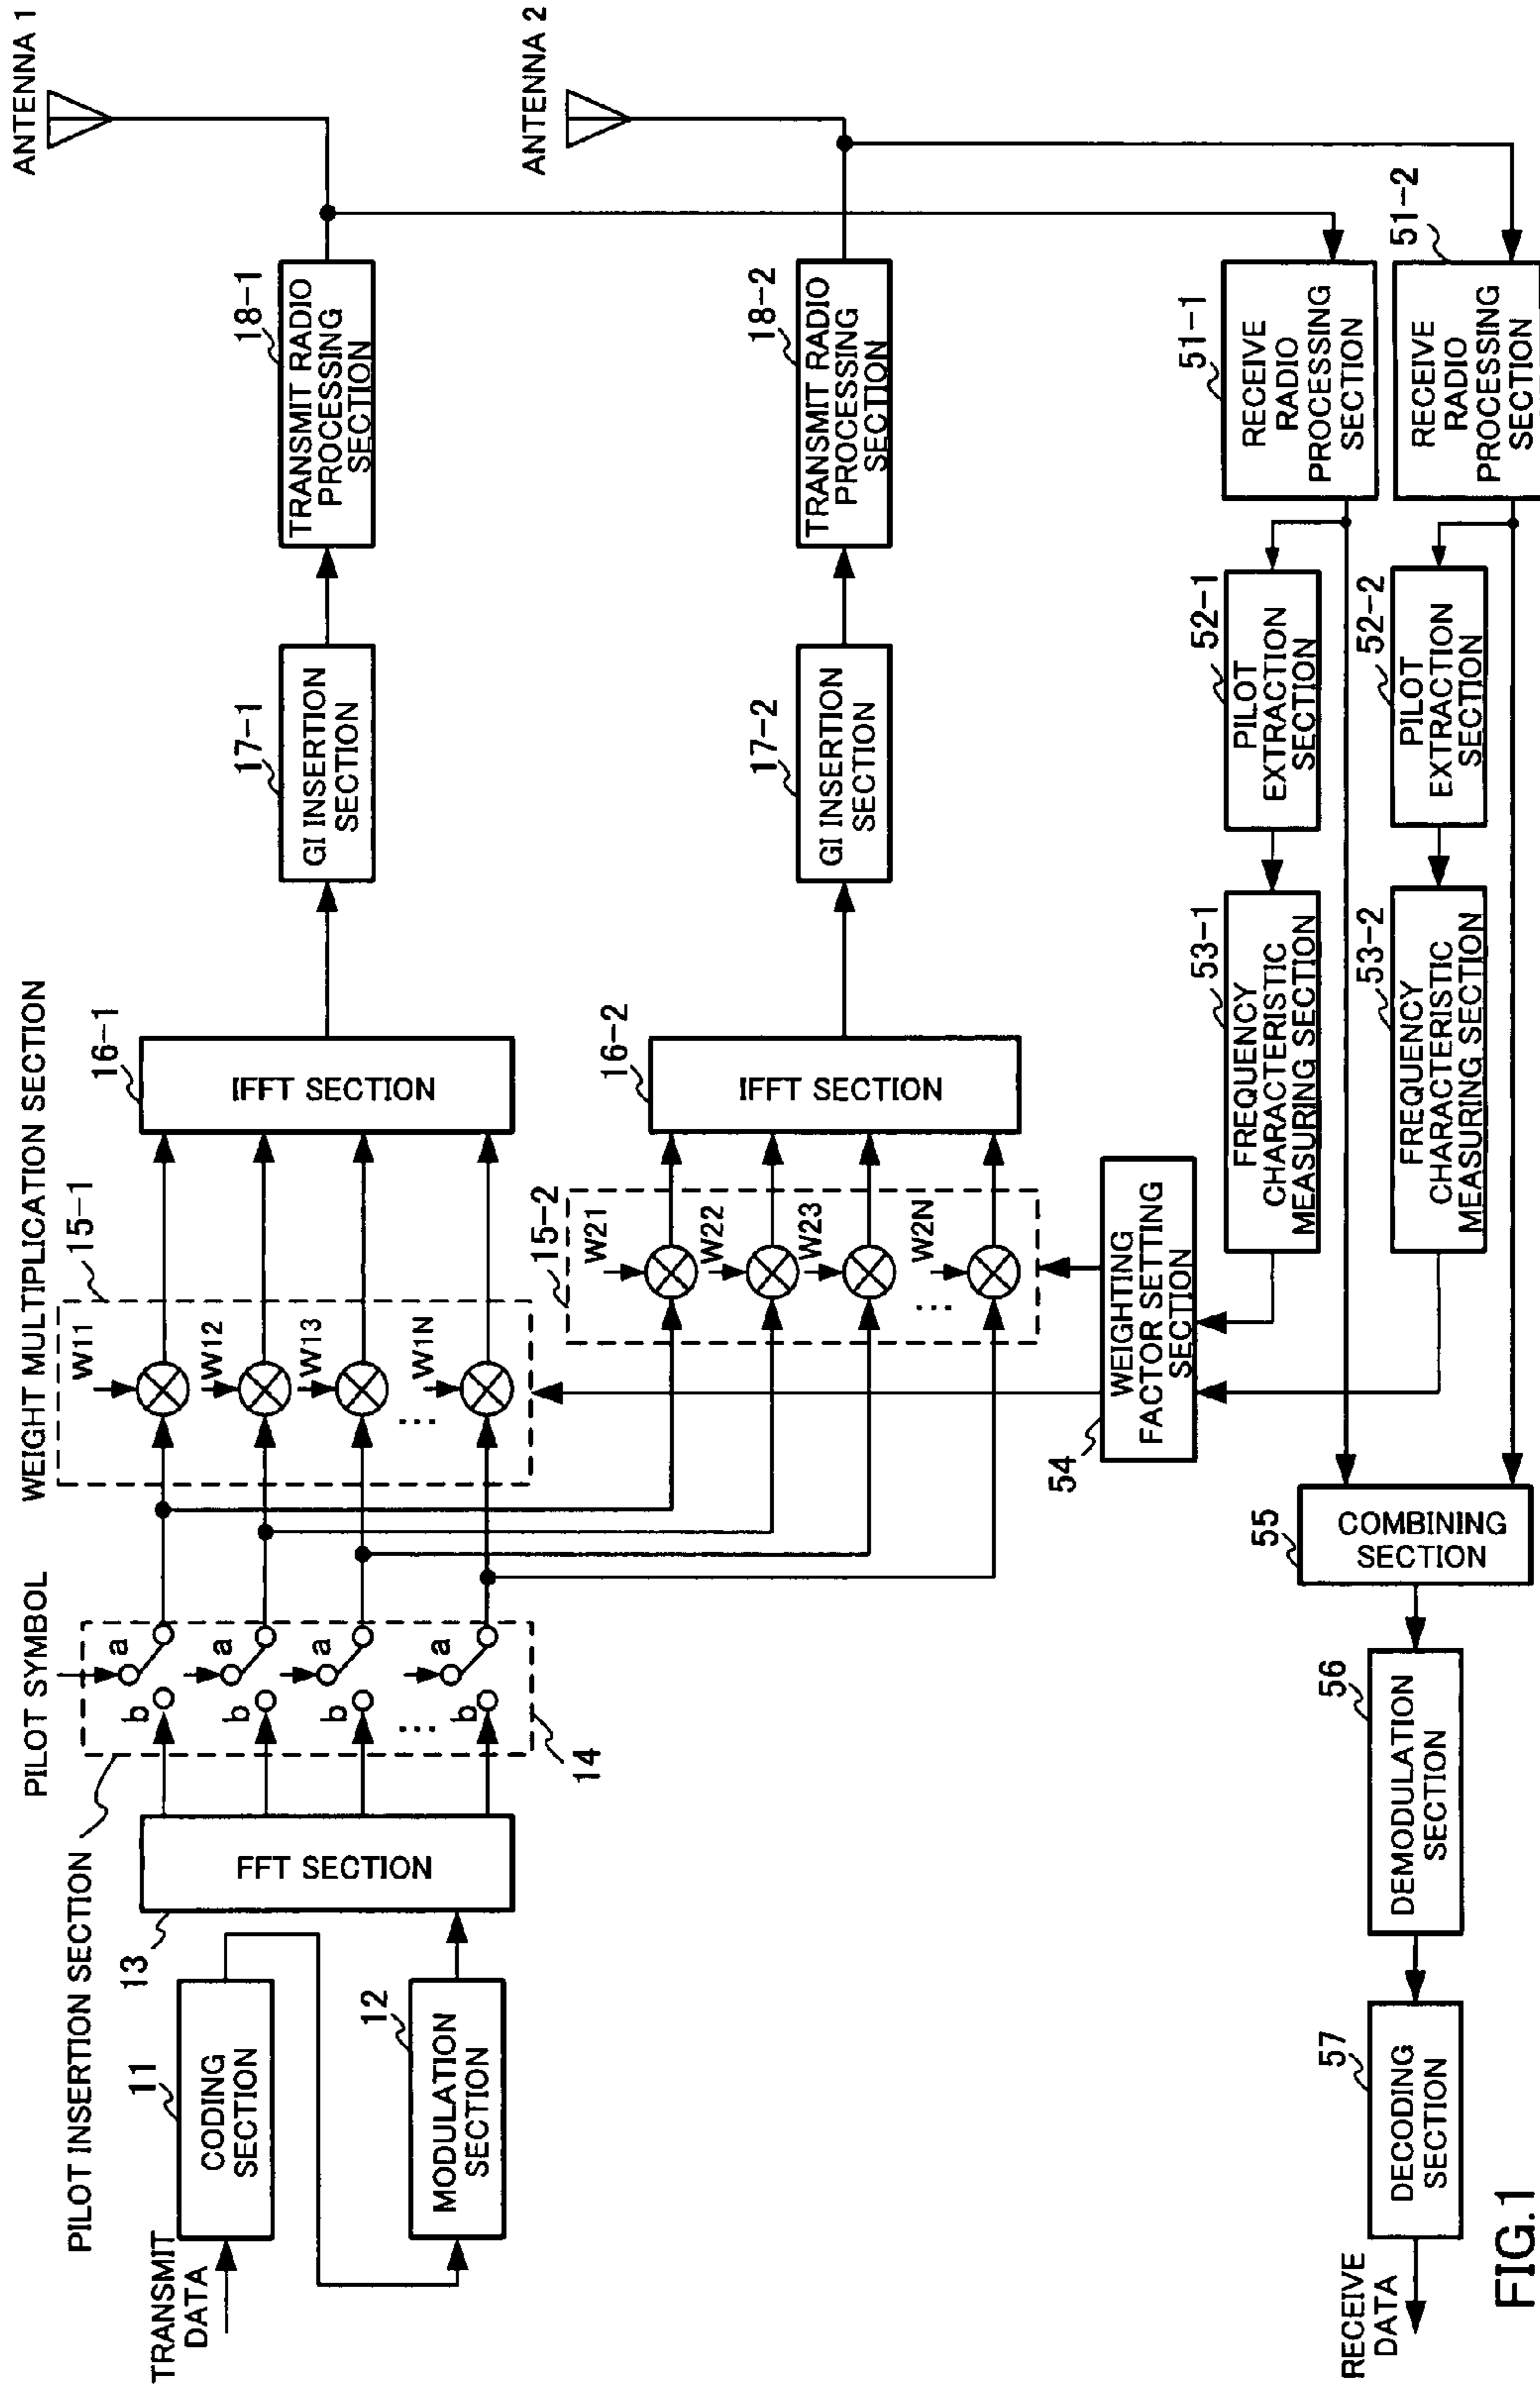 TRANSMIT
DATA
11
CODING
SECTION
12
MODULATION
SECTION
13
FFT SECTION
PILOT INSERTION SECTION
PILOT SYMBOL
b
a
b
a
b
a
...
b
a
14
WEIGHT MULTIPLICATION SECTION
15-1
W11
W12
W13
...
W1N
15-2
W21
W22
W23
...
W2N
16-1
IFFT SECTION
16-2
IFFT SECTION
17-1
GI INSERTION
SECTION
17-2
GI INSERTION
SECTION
18-1
TRANSMIT RADIO
PROCESSING
SECTION
18-2
TRANSMIT RADIO
PROCESSING
SECTION
ANTENNA 1
ANTENNA 2
54
WEIGHTING
FACTOR SETTING
SECTION
53-1
FREQUENCY
CHARACTERISTIC
MEASURING SECTION
52-1
PILOT
EXTRACTION
SECTION
51-1
RECEIVE
RADIO
PROCESSING
SECTION
53-2
FREQUENCY
CHARACTERISTIC
MEASURING SECTION
52-2
PILOT
EXTRACTION
SECTION
51-2
RECEIVE
RADIO
PROCESSING
SECTION
55
COMBINING
SECTION
56
DEMODULATION
SECTION
57
DECODING
SECTION
RECEIVE
DATA
FIG.1